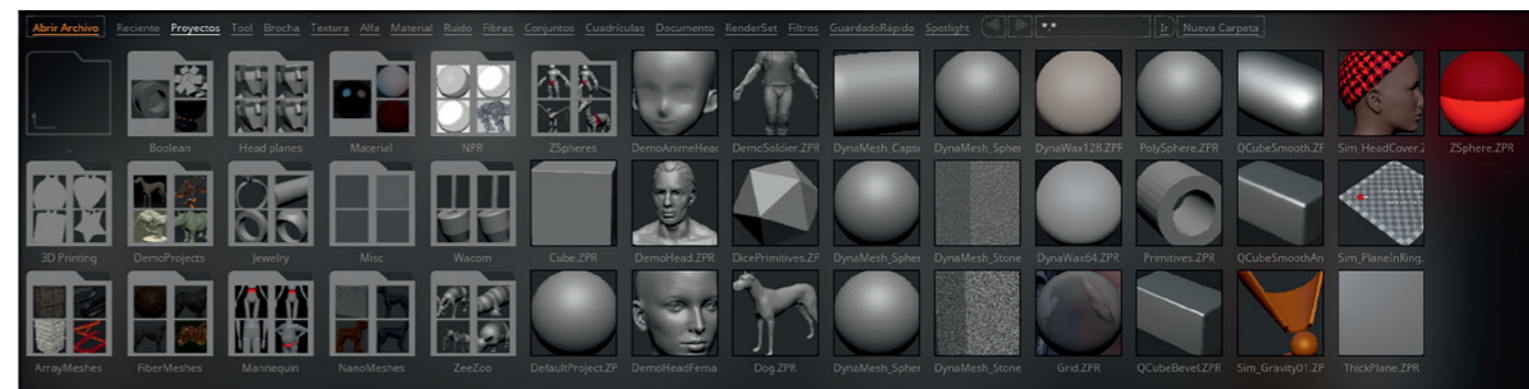 Abrir Archivo Reciente Proyectos Tool Brocha Textura Alfa Material Ruido Fibras Conjuntos Cuadrículas Documento RenderSet Filtros GuardadoRápido Spotlight *.* Ir Nueva Carpeta
.. Boolean Head planes Material NPR ZSpheres DemoAnimeHead DemoSoldier.ZPR DynaMesh_Capsu DynaMesh_Spher DynaWax128.ZPR PolySphere.ZPR QCubeSmooth.ZF Sim_HeadCover.Z ZSphere.ZPR
3D Printing DemoProjects Jewelry Misc Wacom Cube.ZPR DemoHead.ZPR DicePrimitives.ZP DynaMesh_Spher DynaMesh_Stone DynaWax64.ZPR Primitives.ZPR QCubeSmoothAn Sim_PlaneInRing.
ArrayMeshes FiberMeshes Mannequin NanoMeshes ZeeZoo DefaultProject.ZP DemoHeadFema Dog.ZPR DynaMesh_Spher DynaMesh_Stone Grid.ZPR QCubeBevel.ZPR Sim_Gravity01.ZP ThickPlane.ZPR